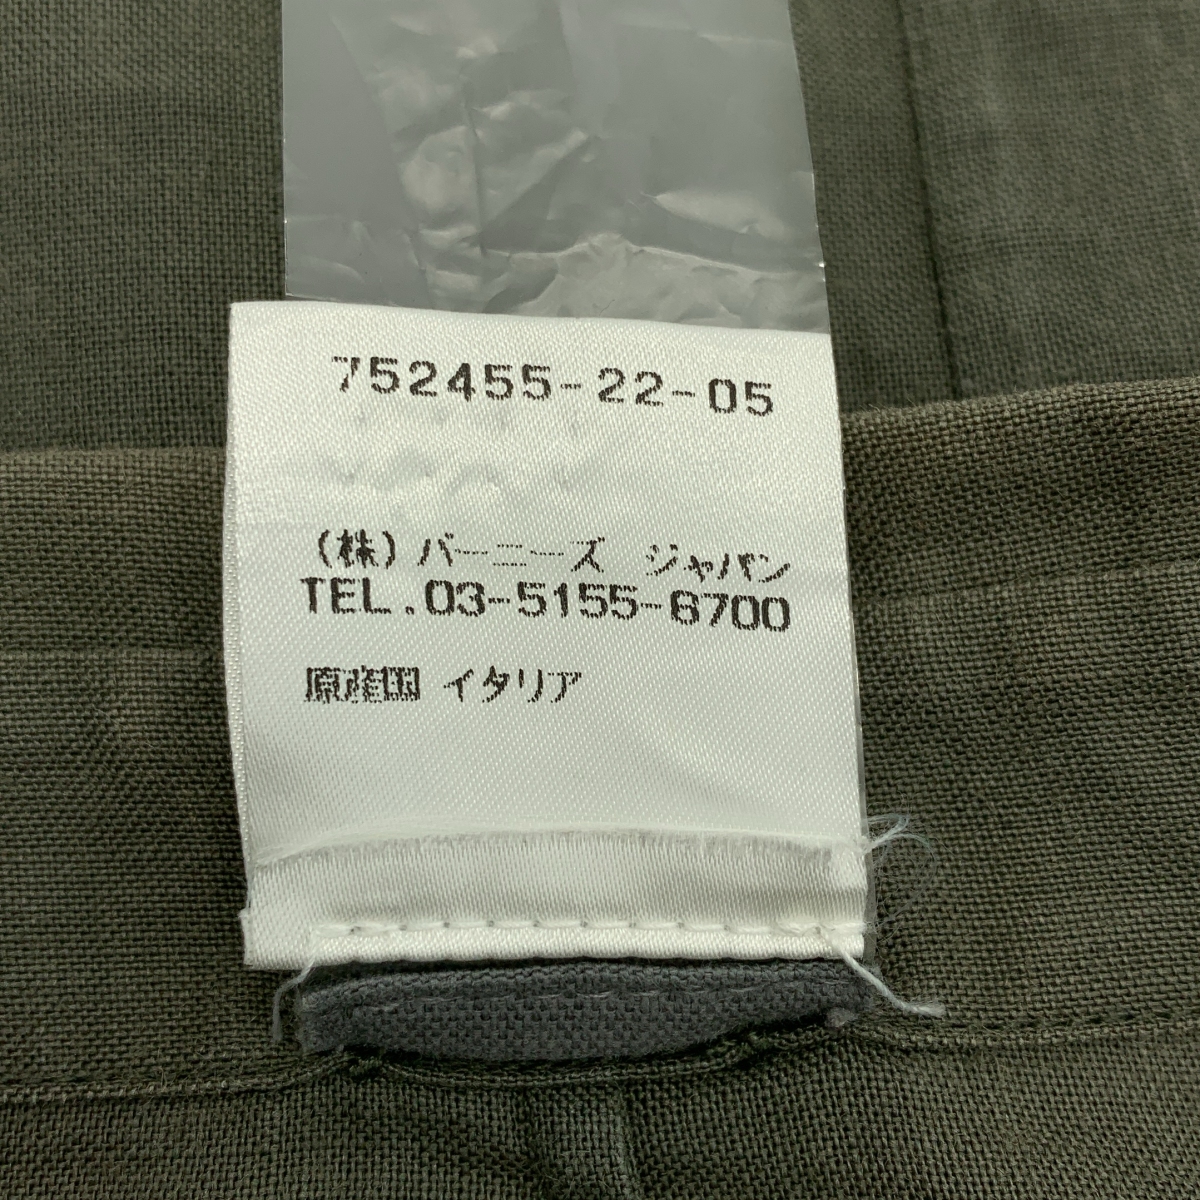 752455-22-05
(株)バーニーズ ジャパン
TEL.03-5155-6700
原産国 イタリア